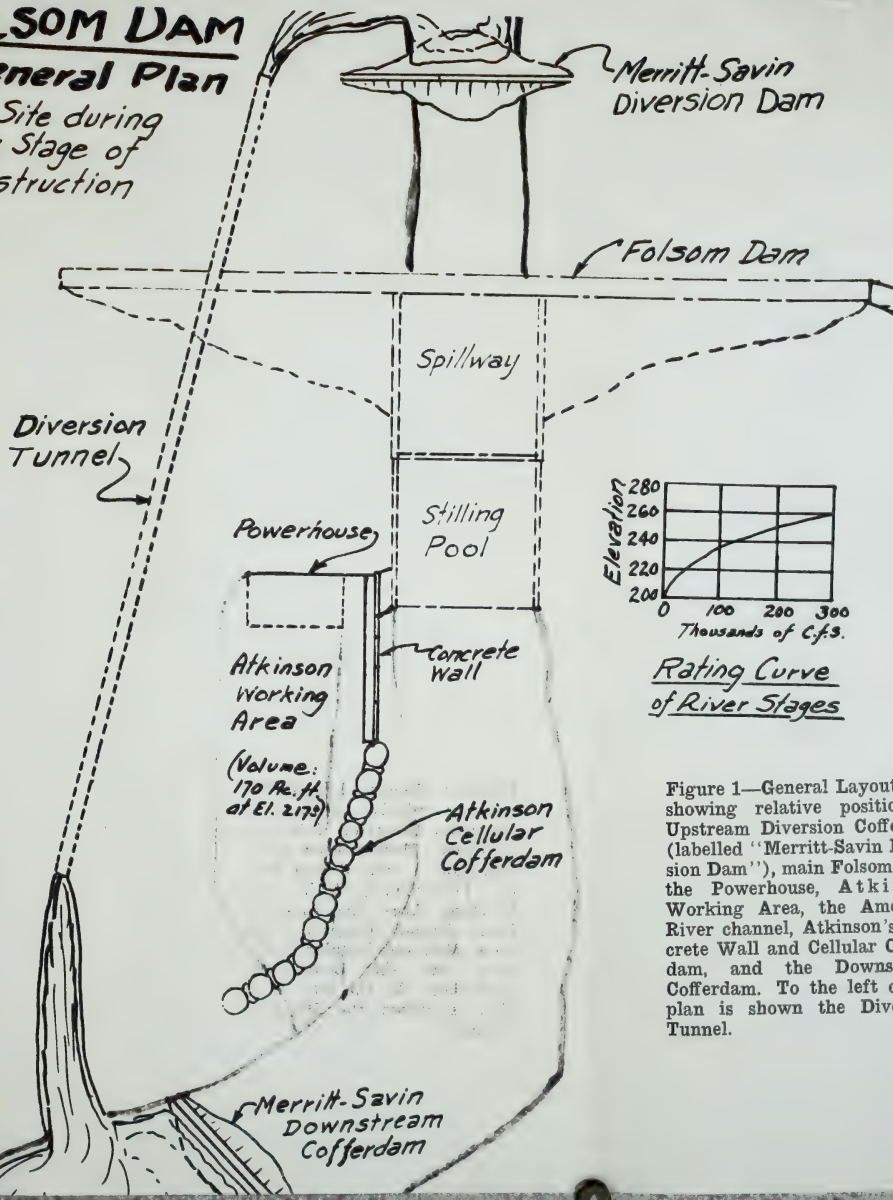 LSOM DAM
eneral Plan
Site during
Stage of
struction
Merritt-Savin
Diversion Dam
Folsom Dam
Spillway
Diversion
Tunnel
Stilling
Pool
Powerhouse
Elevation
280
260
240
220
200
0 100 200 300
Thousands of C.f.s.
Rating Curve
of River Stages
Concrete
Wall
Atkinson
Working
Area
(Volume:
170 Ac. ft.
at El. 217±)
Atkinson
Cellular
Cofferdam
Figure 1—General Layout
showing relative positio
Upstream Diversion Coffe
(labelled "Merritt-Savin
sion Dam"), main Folsom
the Powerhouse, Atki
Working Area, the Ame
River channel, Atkinson's
crete Wall and Cellular C
dam, and the Downs
Cofferdam. To the left o
plan is shown the Dive
Tunnel.
Merritt-Savin
Downstream
Cofferdam